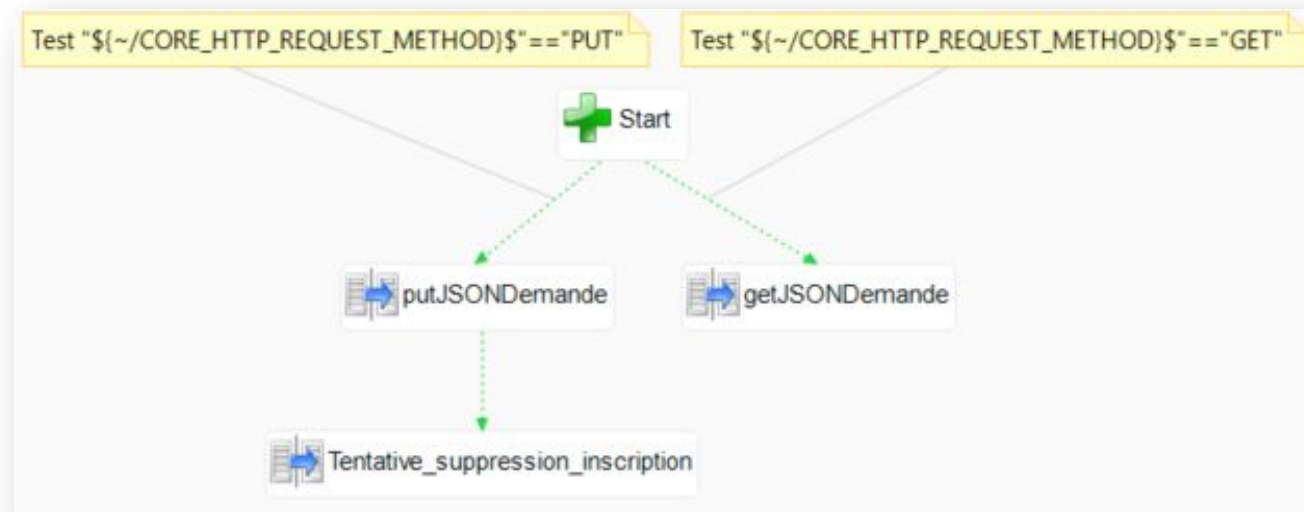 Test "${~/CORE_HTTP_REQUEST_METHOD}$"=="PUT"
Test "${~/CORE_HTTP_REQUEST_METHOD}$"=="GET"
Start
putJSONDemande
getJSONDemande
Tentative_suppression_inscription